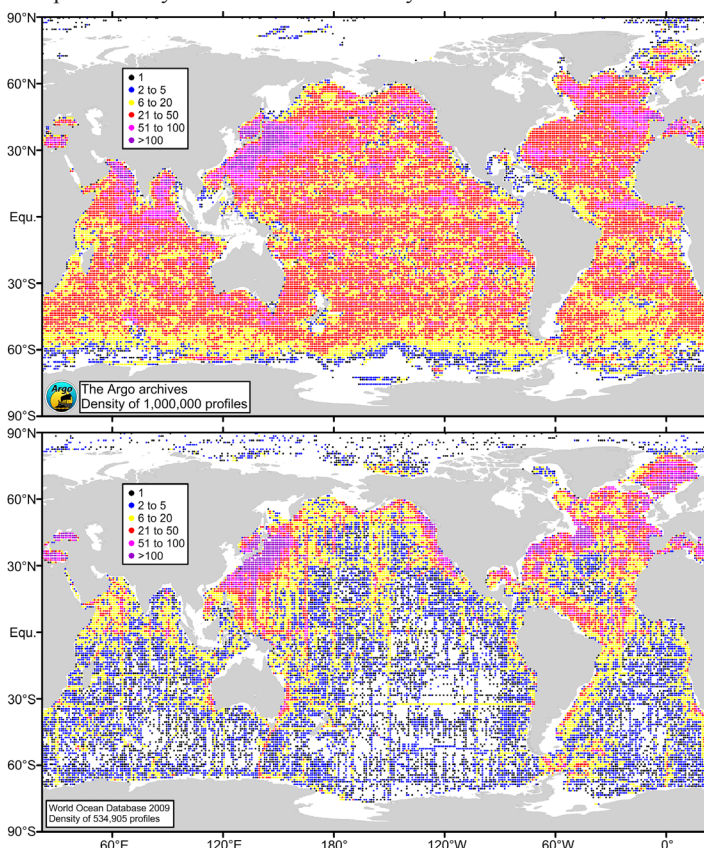 90°N
60°N
30°N
Equ.
30°S
60°S
90°S
1
2 to 5
6 to 20
21 to 50
51 to 100
>100
Argo
The Argo archives
Density of 1,000,000 profiles
90°N
60°N
30°N
Equ.
30°S
60°S
90°S
1
2 to 5
6 to 20
21 to 50
51 to 100
>100
World Ocean Database 2009
Density of 534,905 profiles
60°E 120°E 180° 120°W 60°W 0°